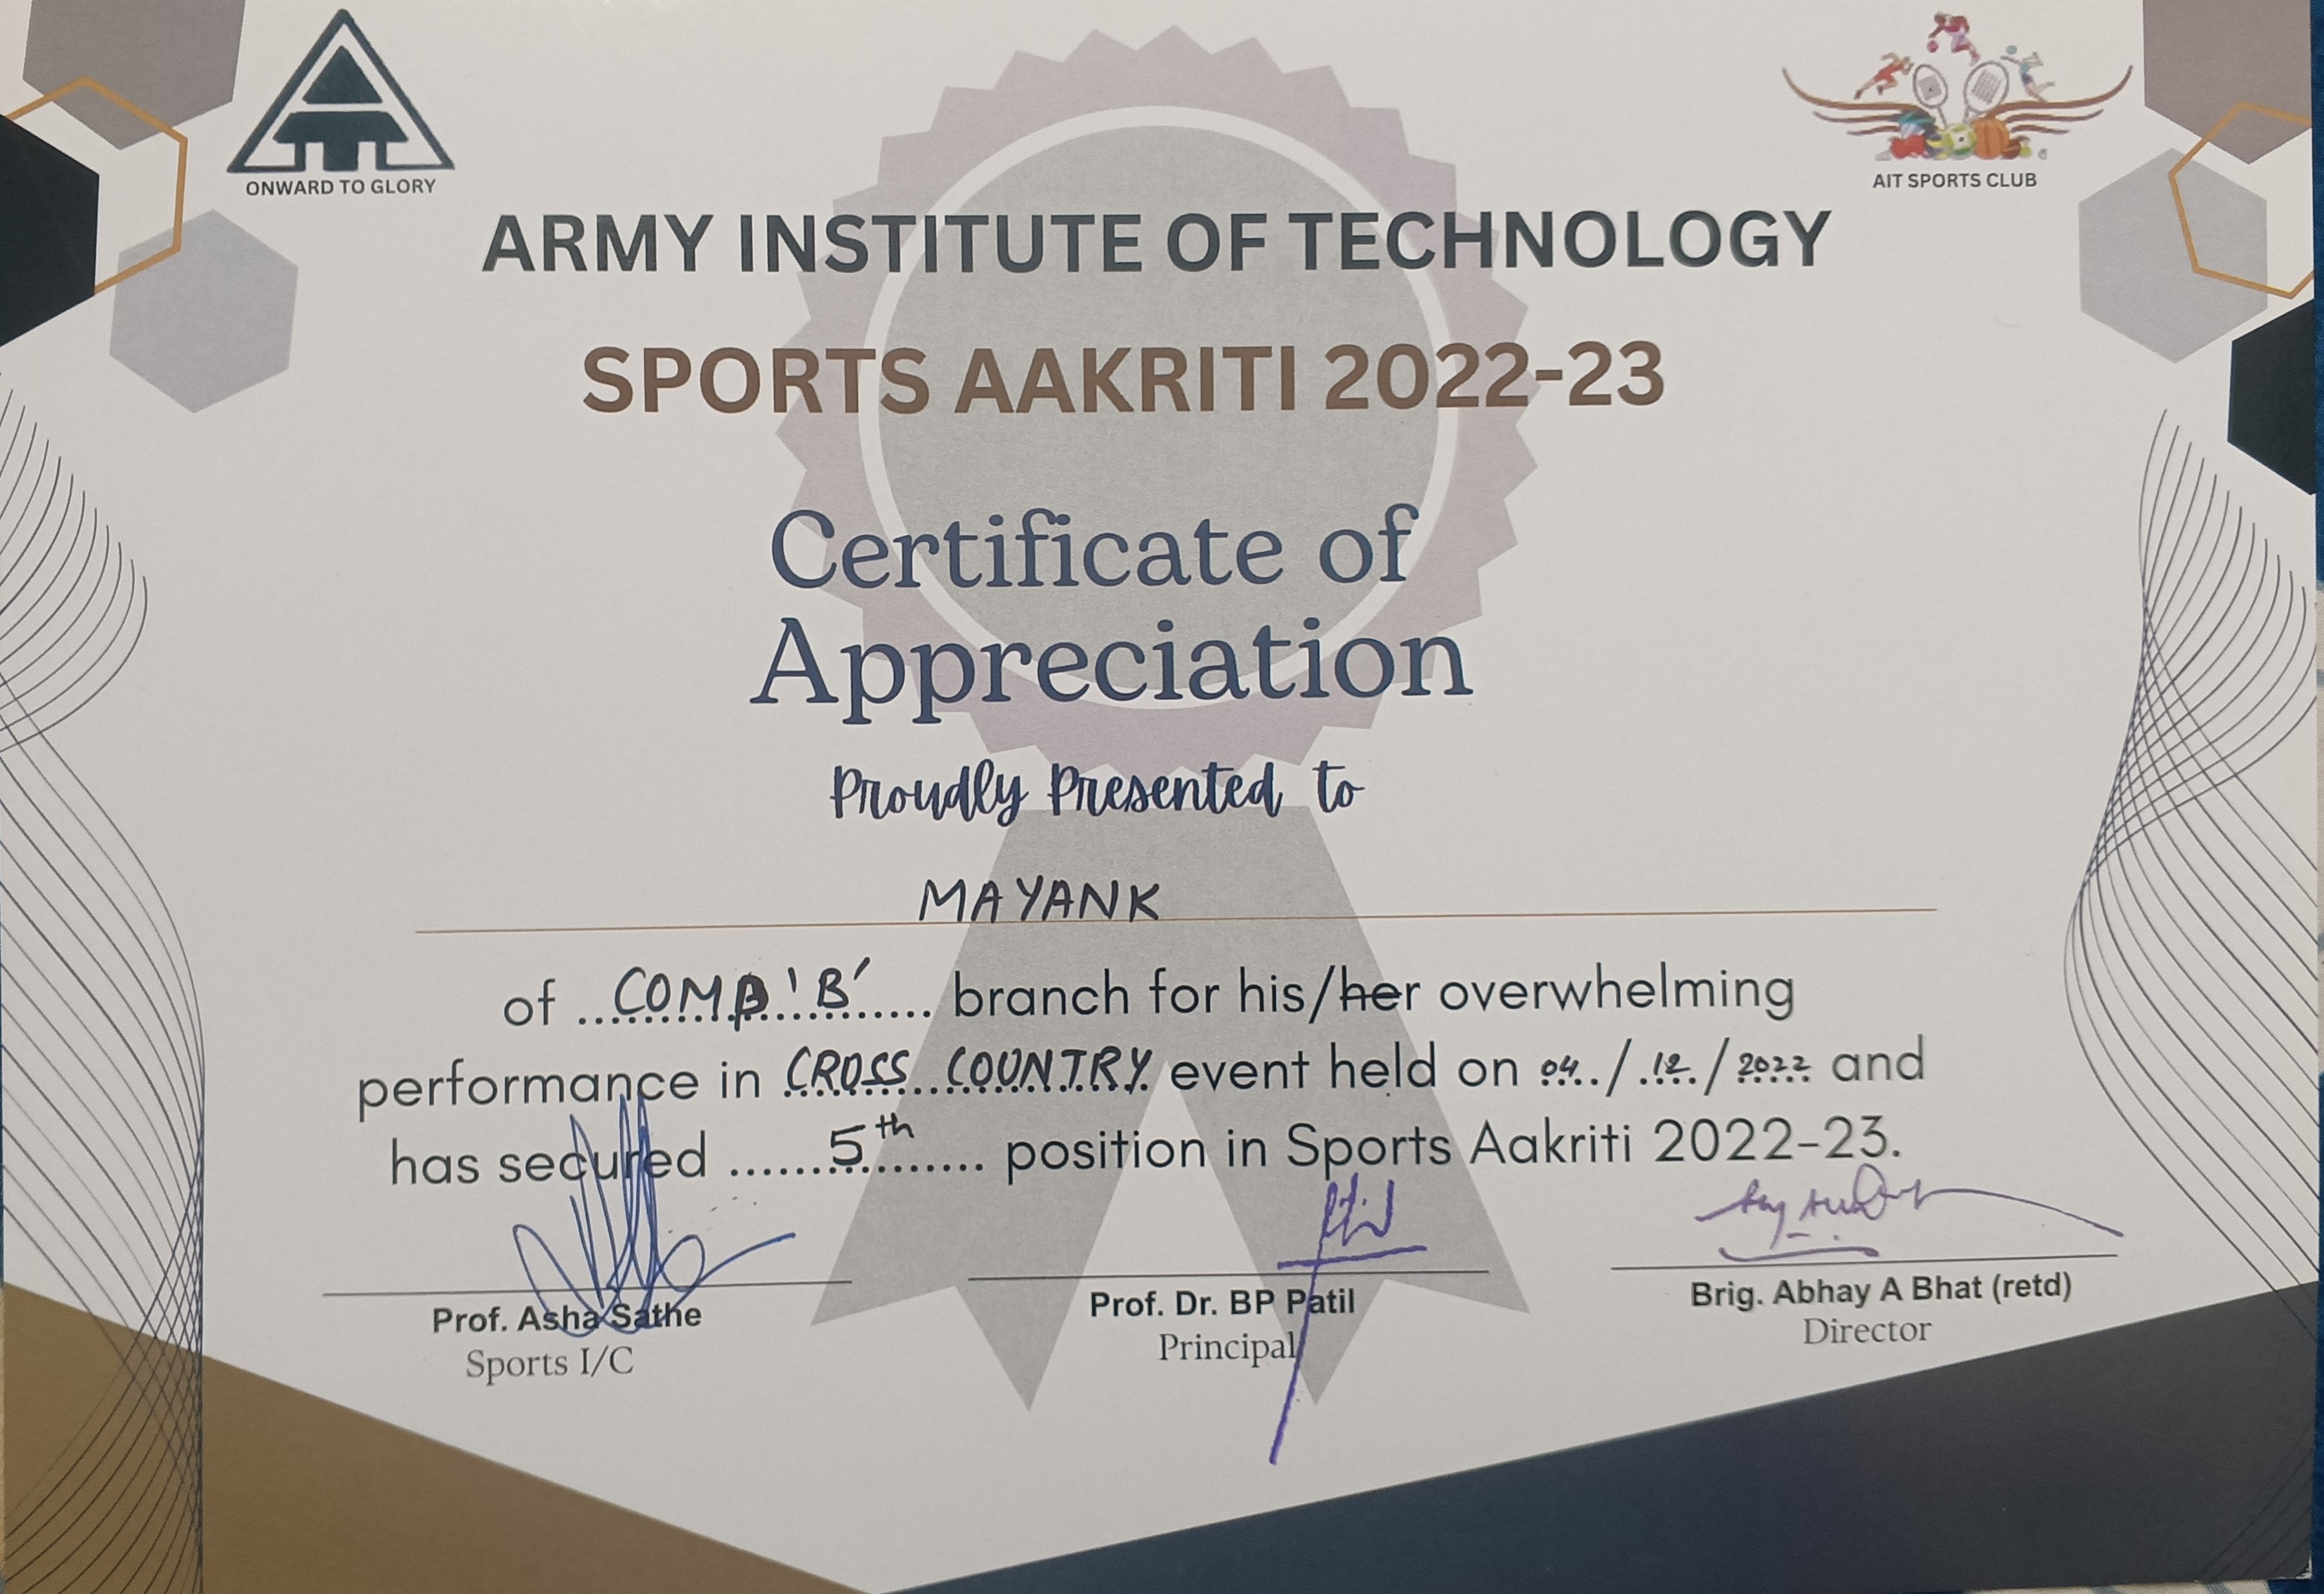 ONWARD TO GLORY
AIT SPORTS CLUB
ARMY INSTITUTE OF TECHNOLOGY
SPORTS AAKRITI 2022-23
Certificate of
Appreciation
Proudly Presented to
MAYANK
of ...COMP 'B'... branch for his/her overwhelming
performance in CROSS COUNTRY event held on 04../.12./2022 and
has secured ......5th...... position in Sports Aakriti 2022-23.
Prof. Asha Sathe
Sports I/C
Prof. Dr. BP Patil
Principal
Brig. Abhay A Bhat (retd)
Director